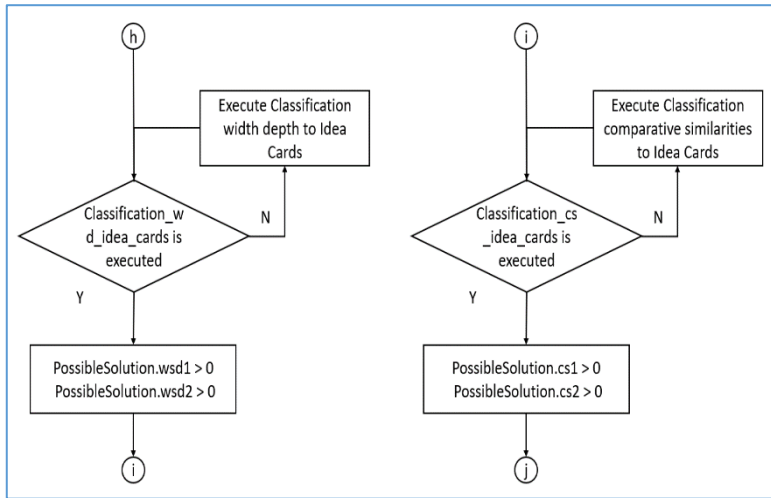 h
Execute Classification
width depth to Idea
Cards
Classification_w
d_idea_cards is
executed
N
Y
PossibleSolution.wsd1 > 0
PossibleSolution.wsd2 > 0
i
i
Execute Classification
comparative similarities
to Idea Cards
Classification_cs
_idea_cards is
executed
N
Y
PossibleSolution.cs1 > 0
PossibleSolution.cs2 > 0
j